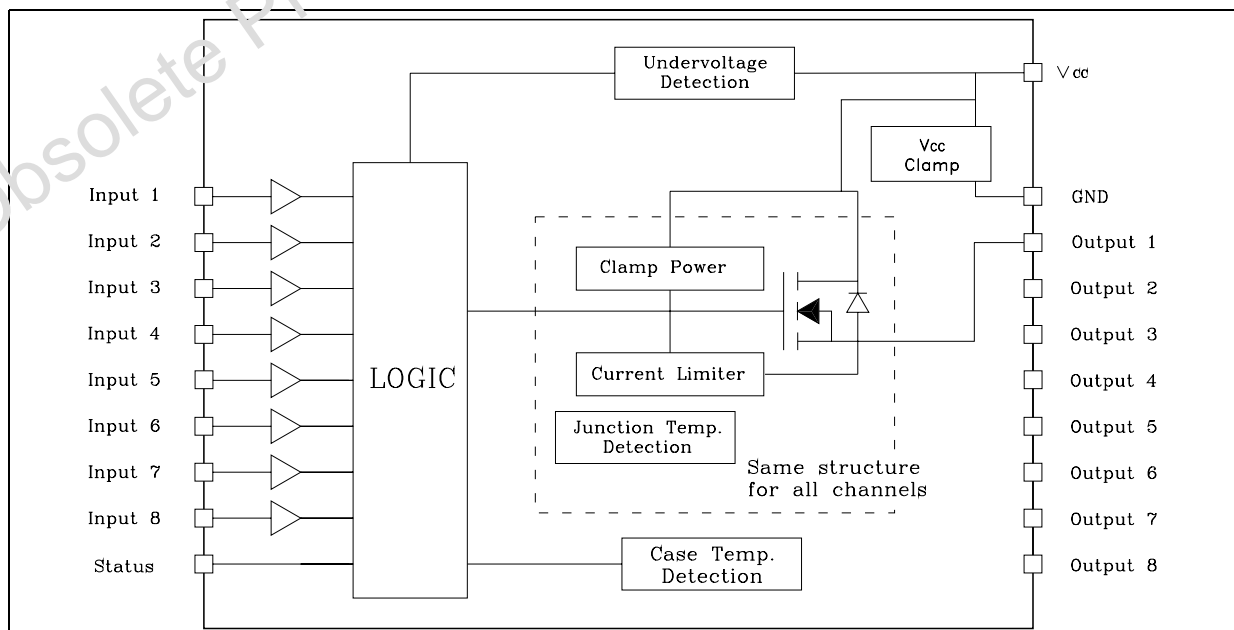 Obsolete Pr
Undervoltage
Detection
Vcc
Vcc
Clamp
Input 1
GND
Input 2
Output 1
Clamp Power
Input 3
Output 2
Input 4
Output 3
LOGIC
Input 5
Current Limiter
Output 4
Input 6
Junction Temp.
Detection
Output 5
Input 7
Same structure
for all channels
Output 6
Input 8
Output 7
Status
Case Temp.
Detection
Output 8